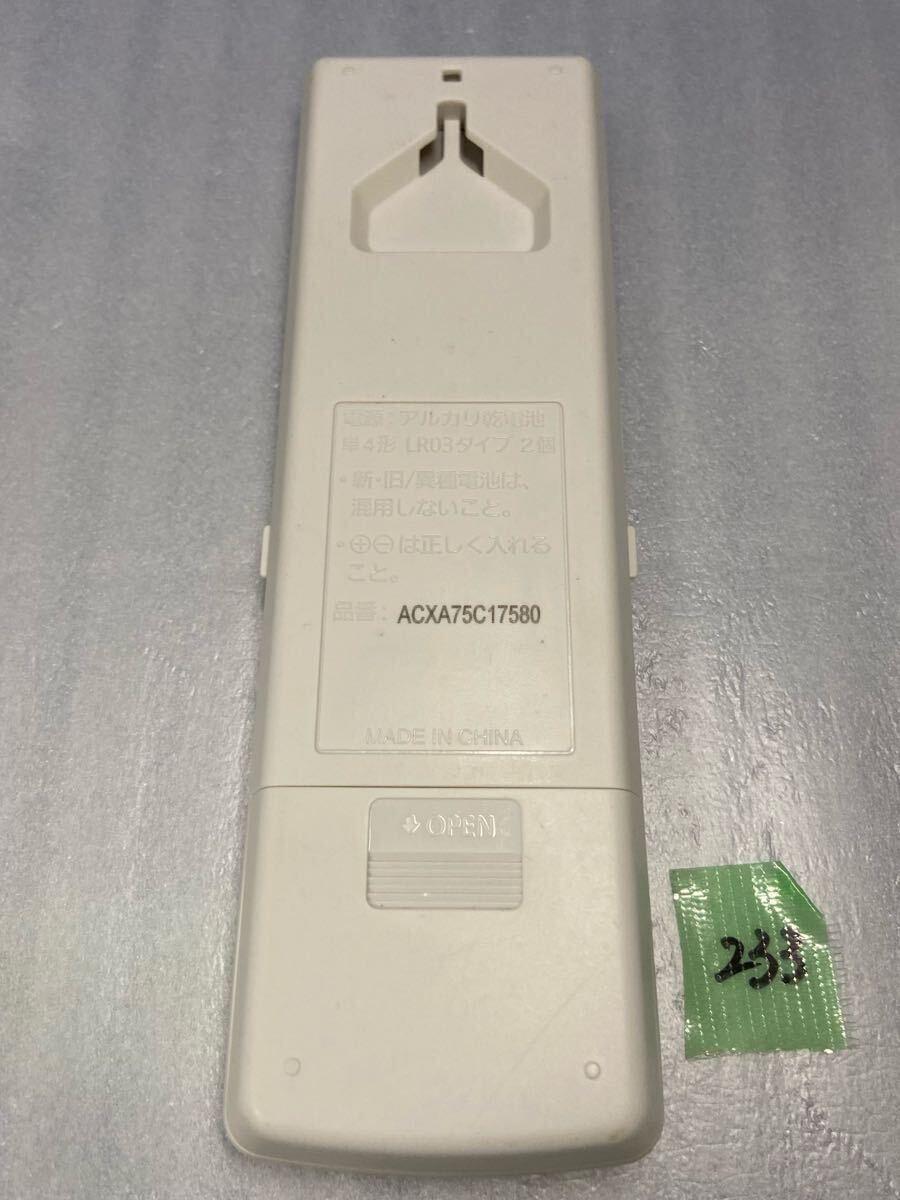 電源：アルカリ乾電池
単4形 LR03タイプ 2個
・新・旧/異種電池は、
混用しないこと。
・⊕⊖は正しく入れる
こと。
品番：ACXA75C17580
MADE IN CHINA
OPEN
233